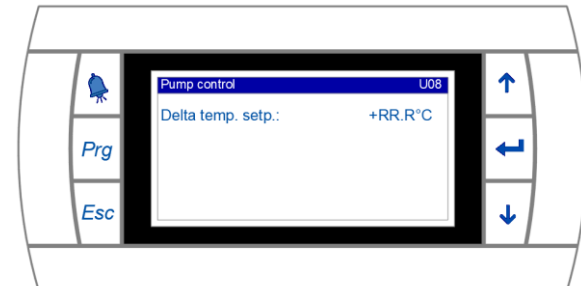 Pump control U08
Delta temp. setp.: +RR.R°C
Prg
Esc